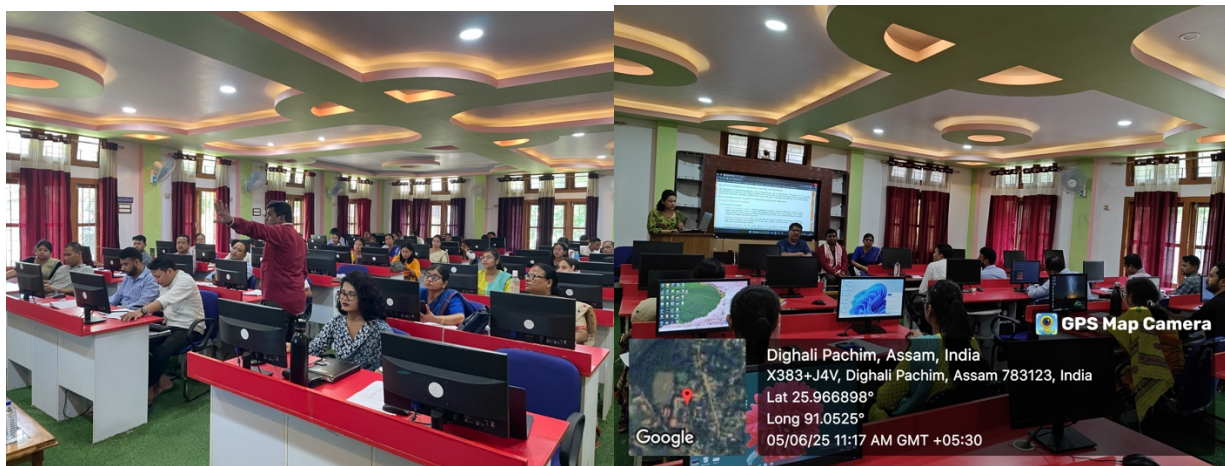 GPS Map Camera
Dighali Pachim, Assam, India
X383+J4V, Dighali Pachim, Assam 783123, India
Lat 25.966898°
Long 91.0525°
05/06/25 11:17 AM GMT +05:30
Google